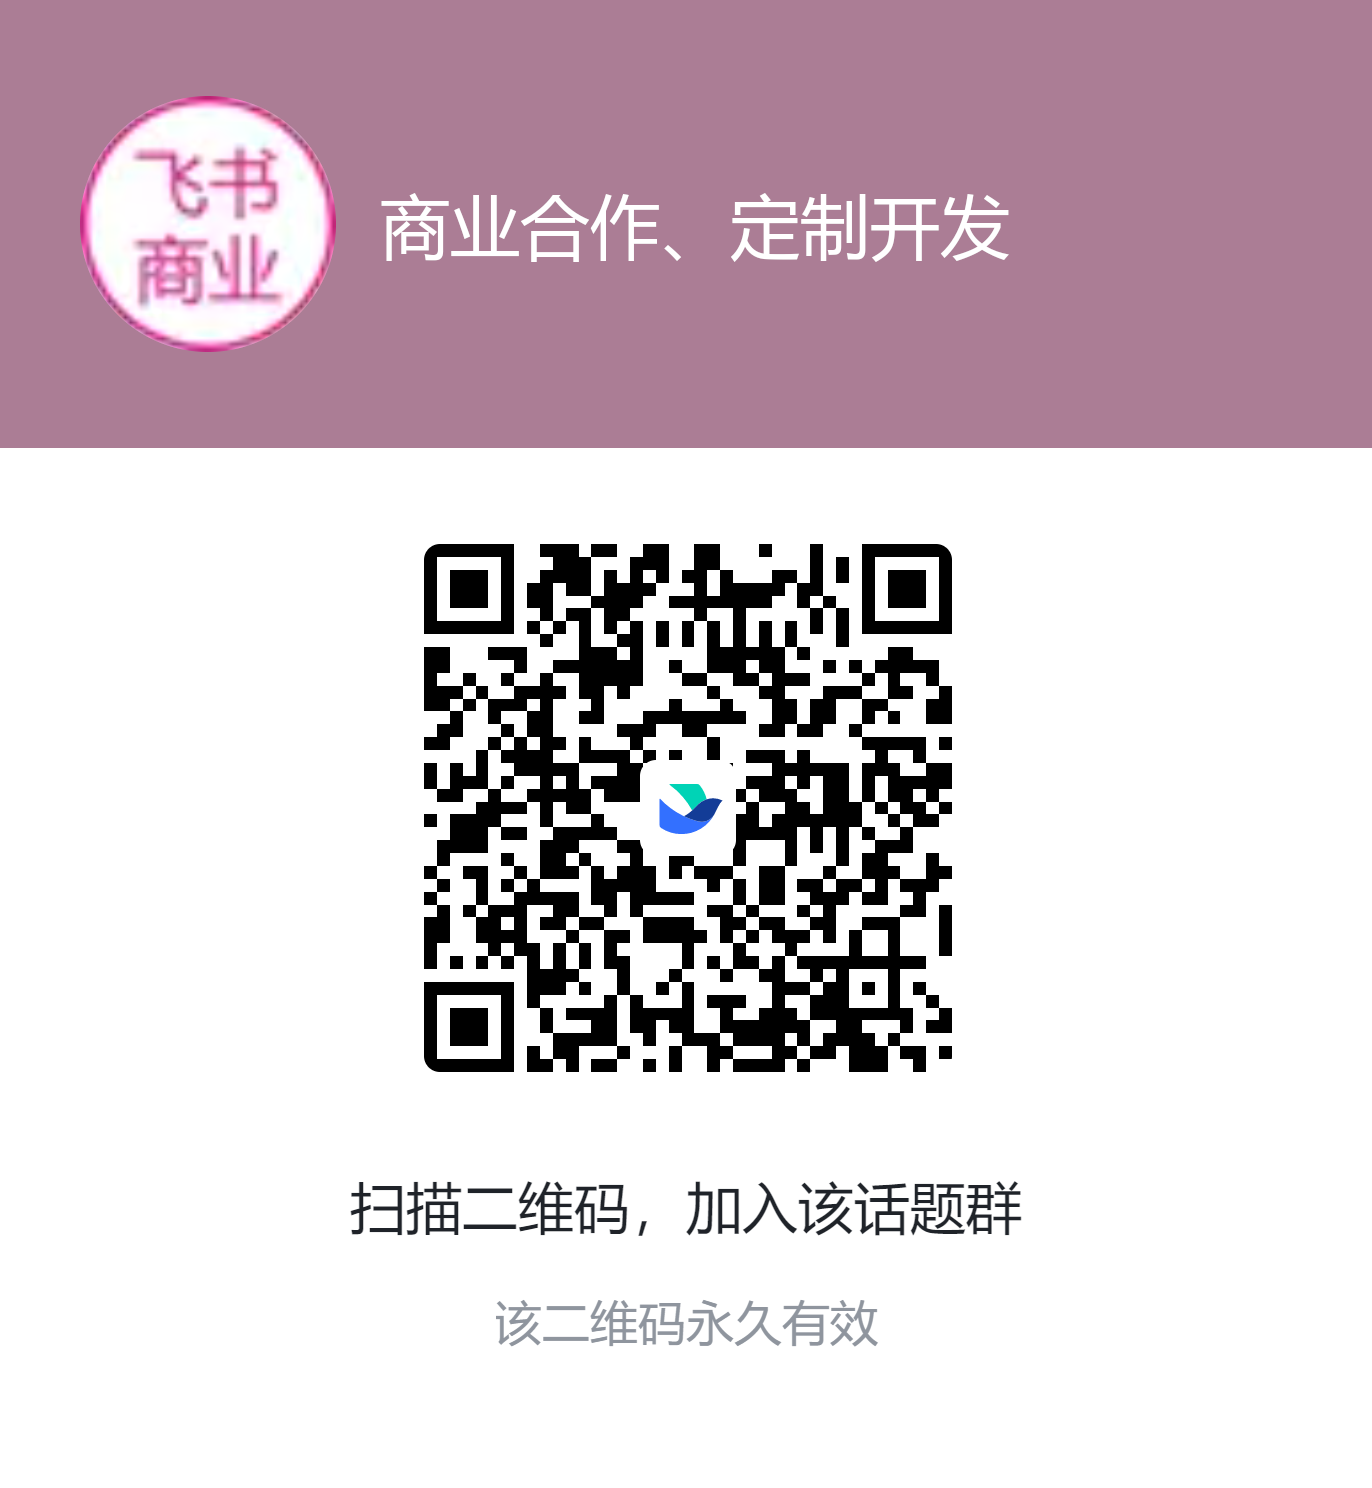 飞书
商业
商业合作、定制开发
扫描二维码，加入该话题群
该二维码永久有效